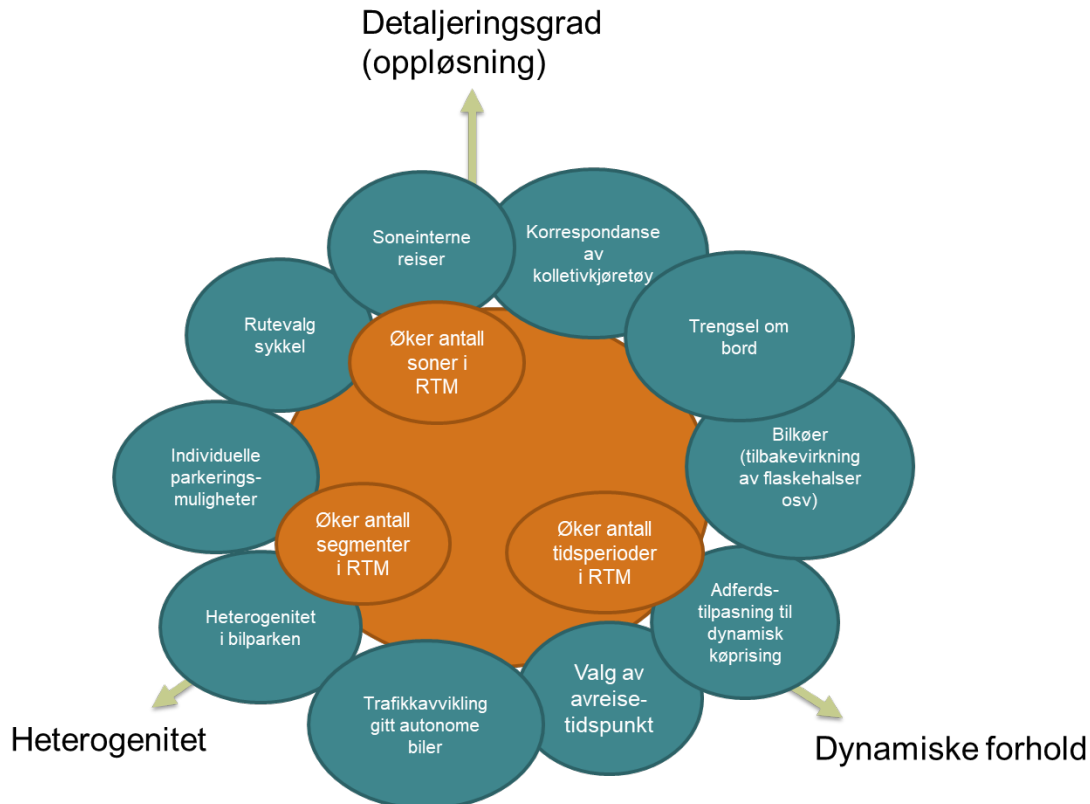 Detaljeringsgrad
(oppløsning)
Soneinterne
reiser
Korrespondanse
av
kolletivkjøretøy
Rutevalg
sykkel
Øker antall
soner i
RTM
Trengsel om
bord
Individuelle
parkerings-
muligheter
Bilkøer
(tilbakevirkning
av flaskehalser
osv)
Øker antall
segmenter
i RTM
Øker antall
tidsperioder
i RTM
Heterogenitet
i bilparken
Adferds-
tilpasning til
dynamisk
køprising
Trafikkavvikling
gitt autonome
biler
Valg av
avreise-
tidspunkt
Heterogenitet
Dynamiske forhold